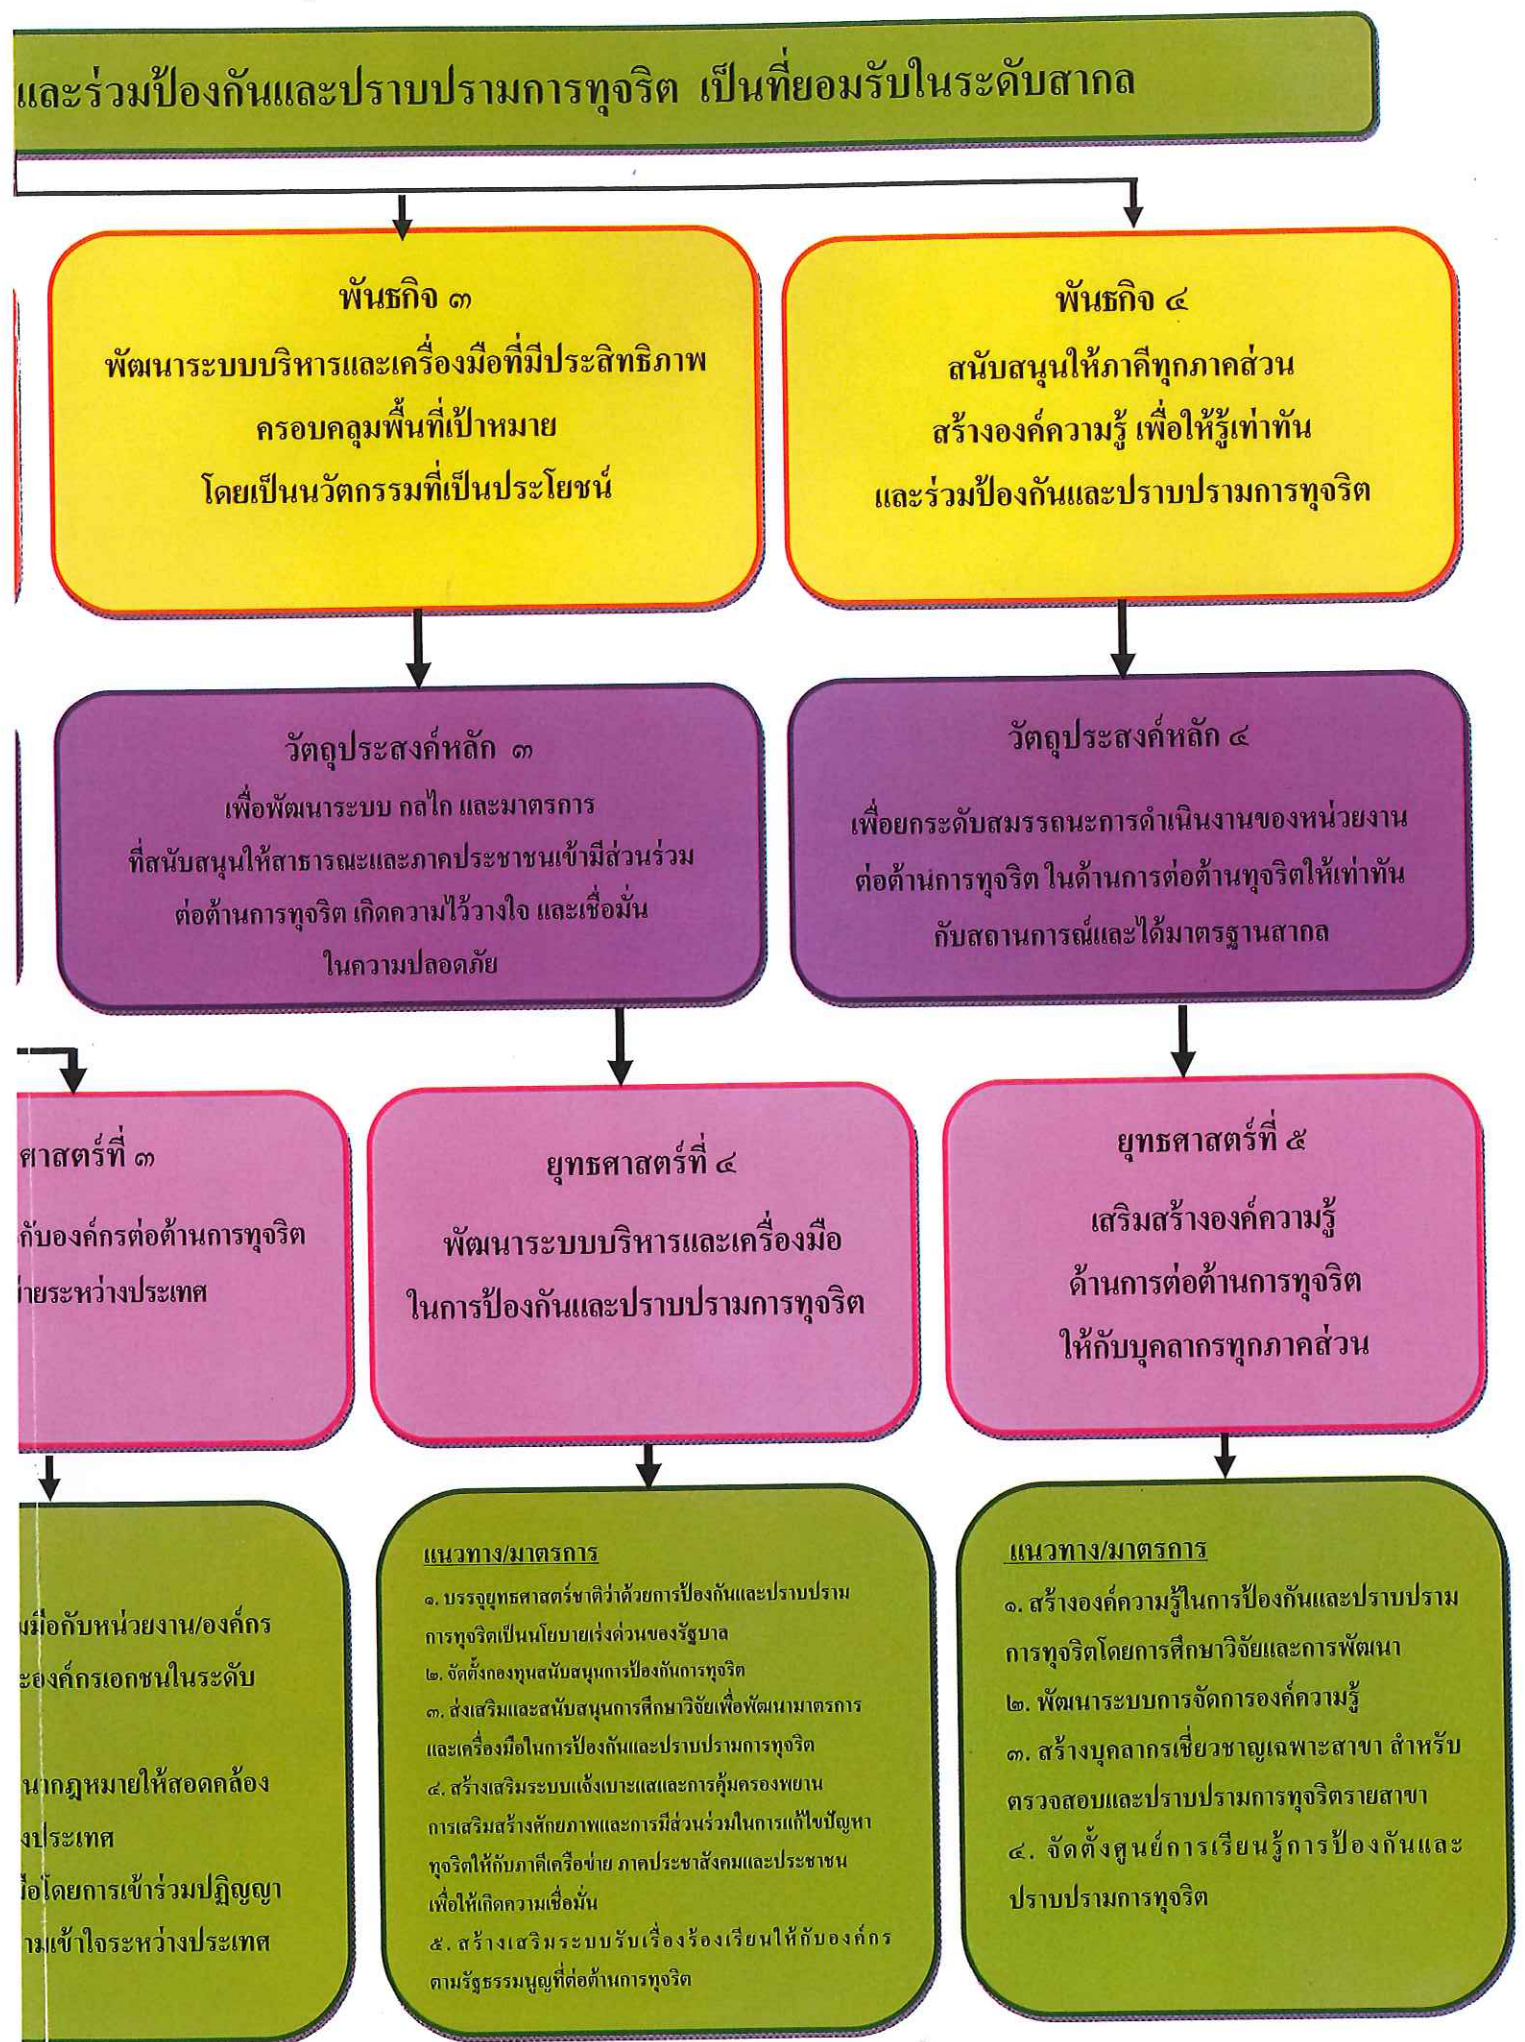 และร่วมป้องกันและปราบปรามการทุจริต เป็นที่ยอมรับในระดับสากล
พันธกิจ ๓
พัฒนาระบบบริหารและเครื่องมือที่มีประสิทธิภาพ
ครอบคลุมพื้นที่เป้าหมาย
โดยเป็นนวัตกรรมที่เป็นประโยชน์
พันธกิจ ๔
สนับสนุนให้ภาคีทุกภาคส่วน
สร้างองค์ความรู้ เพื่อให้รู้เท่าทัน
และร่วมป้องกันและปราบปรามการทุจริต
วัตถุประสงค์หลัก ๓
เพื่อพัฒนาระบบ กลไก และมาตรการ
ที่สนับสนุนให้สาธารณะและภาคประชาชนเข้ามีส่วนร่วม
ต่อต้านการทุจริต เกิดความไว้วางใจ และเชื่อมั่น
ในความปลอดภัย
วัตถุประสงค์หลัก ๔
เพื่อยกระดับสมรรถนะการดำเนินงานของหน่วยงาน
ต่อต้านการทุจริต ในด้านการต่อต้านทุจริตให้เท่าทัน
กับสถานการณ์และได้มาตรฐานสากล
ศาสตร์ที่ ๓
กับองค์กรต่อต้านการทุจริต
ระหว่างประเทศ
ยุทธศาสตร์ที่ ๔
พัฒนาระบบบริหารและเครื่องมือ
ในการป้องกันและปราบปรามการทุจริต
ยุทธศาสตร์ที่ ๕
เสริมสร้างองค์ความรู้
ด้านการต่อต้านการทุจริต
ให้กับบุคลากรทุกภาคส่วน
มือกับหน่วยงาน/องค์กร
องค์กรเอกชนในระดับ
กฎหมายให้สอดคล้อง
ประเทศ
โดยการเข้าร่วมปฏิญญา
เข้าใจระหว่างประเทศ
แนวทาง/มาตรการ
๑. บรรจุยุทธศาสตร์ชาติว่าด้วยการป้องกันและปราบปราม
การทุจริตเป็นนโยบายเร่งด่วนของรัฐบาล
๒. จัดตั้งกองทุนสนับสนุนการป้องกันการทุจริต
๓. ส่งเสริมและสนับสนุนการศึกษาวิจัยเพื่อพัฒนามาตรการ
และเครื่องมือในการป้องกันและปราบปรามการทุจริต
๔. สร้างเสริมระบบแจ้งเบาะแสและการคุ้มครองพยาน
การเสริมสร้างศักยภาพและการมีส่วนร่วมในการแก้ไขปัญหา
ทุจริตให้กับภาคีเครือข่าย ภาคประชาสังคมและประชาชน
เพื่อให้เกิดความเชื่อมั่น
๕. สร้างเสริมระบบรับเรื่องร้องเรียนให้กับองค์กร
ตามรัฐธรรมนูญที่ต่อต้านการทุจริต
แนวทาง/มาตรการ
๑. สร้างองค์ความรู้ในการป้องกันและปราบปราม
การทุจริตโดยการศึกษาวิจัยและการพัฒนา
๒. พัฒนาระบบการจัดการองค์ความรู้
๓. สร้างบุคลากรเชี่ยวชาญเฉพาะสาขา สำหรับ
ตรวจสอบและปราบปรามการทุจริตรายสาขา
๔. จัดตั้งศูนย์การเรียนรู้การป้องกันและ
ปราบปรามการทุจริต